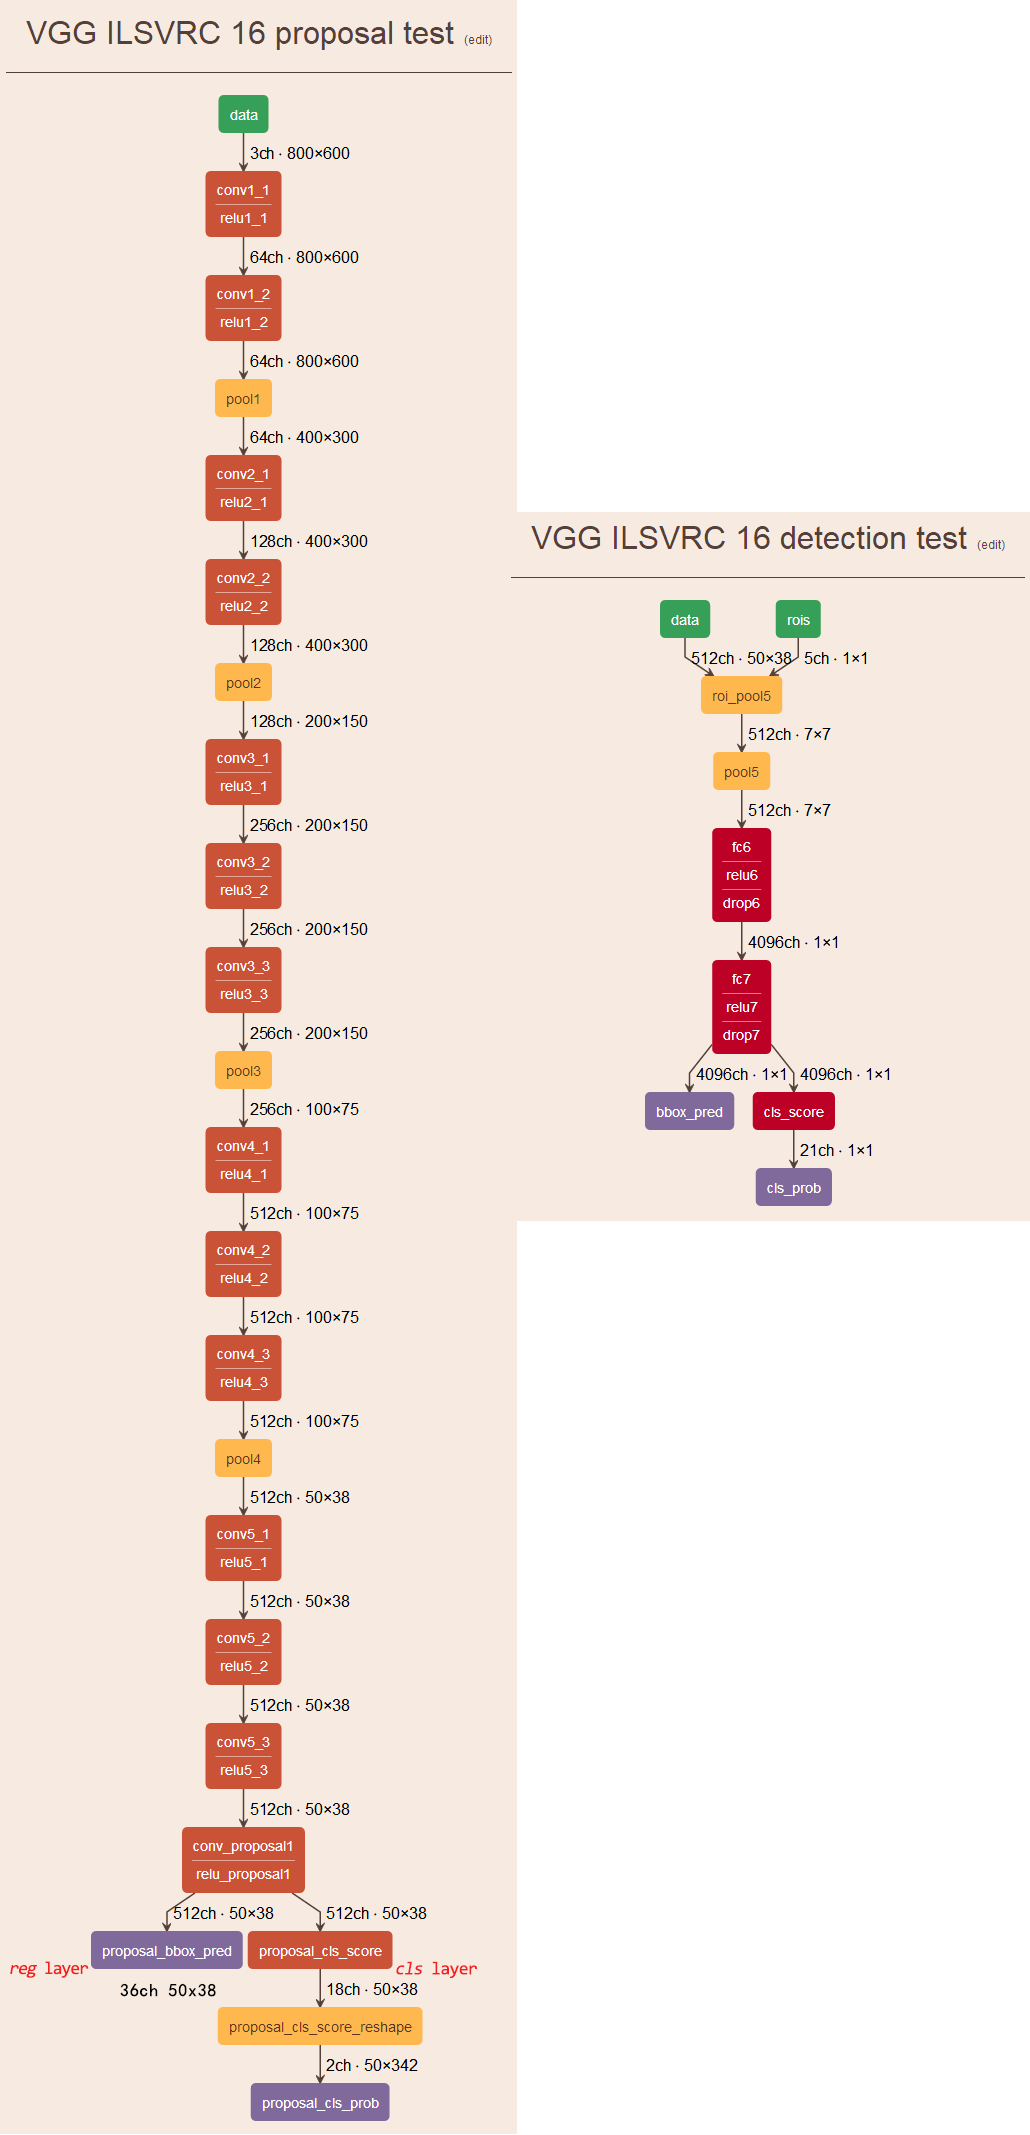 VGG ILSVRC 16 proposal test (edit)
data
3ch · 800×600
conv1_1
relu1_1
64ch · 800×600
conv1_2
relu1_2
64ch · 800×600
pool1
64ch · 400×300
conv2_1
relu2_1
128ch · 400×300
conv2_2
relu2_2
128ch · 400×300
pool2
128ch · 200×150
conv3_1
relu3_1
256ch · 200×150
conv3_2
relu3_2
256ch · 200×150
conv3_3
relu3_3
256ch · 200×150
pool3
256ch · 100×75
conv4_1
relu4_1
512ch · 100×75
conv4_2
relu4_2
512ch · 100×75
conv4_3
relu4_3
512ch · 100×75
pool4
512ch · 50×38
conv5_1
relu5_1
512ch · 50×38
conv5_2
relu5_2
512ch · 50×38
conv5_3
relu5_3
512ch · 50×38
conv_proposal1
relu_proposal1
512ch · 50×38 512ch · 50×38
proposal_bbox_pred proposal_cls_score
reg layer cls layer
36ch 50x38 18ch · 50×38
proposal_cls_score_reshape
2ch · 50×342
proposal_cls_prob
VGG ILSVRC 16 detection test (edit)
data rois
512ch · 50×38 5ch · 1×1
roi_pool5
512ch · 7×7
pool5
512ch · 7×7
fc6
relu6
drop6
4096ch · 1×1
fc7
relu7
drop7
4096ch · 1×1 4096ch · 1×1
bbox_pred cls_score
21ch · 1×1
cls_prob